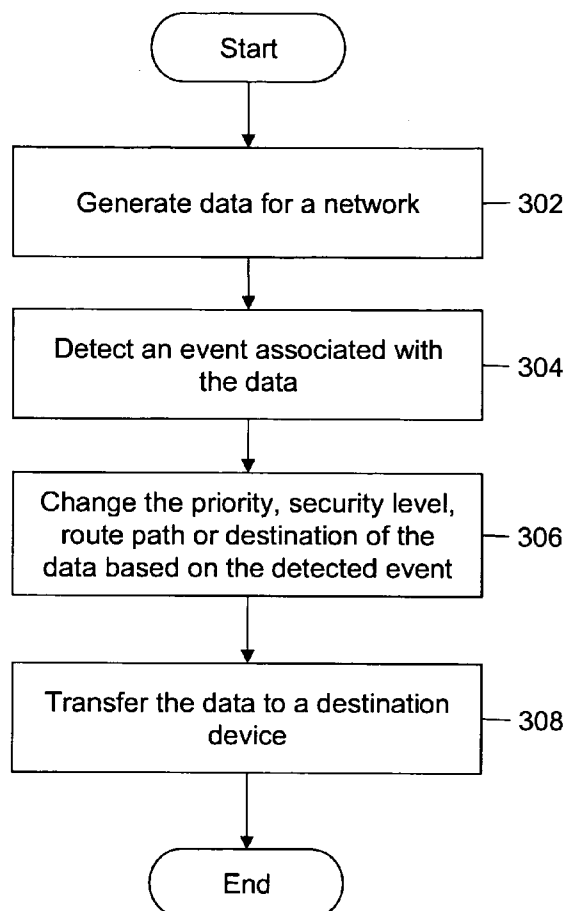 Start
Generate data for a network
302
Detect an event associated with
the data
304
Change the priority, security level,
route path or destination of the
data based on the detected event
306
Transfer the data to a destination
device
308
End